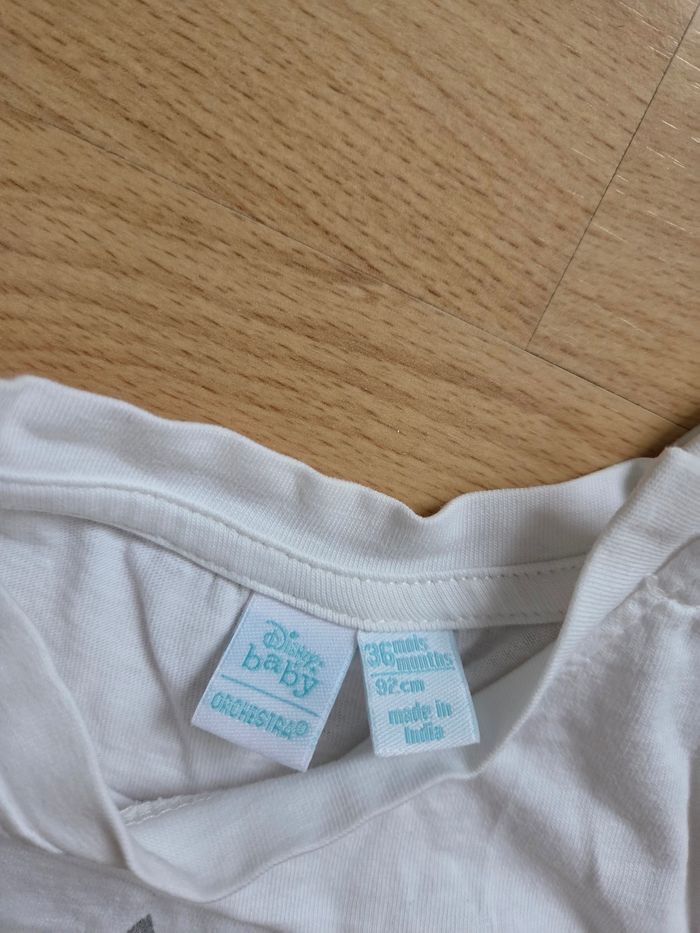 Disney
baby
ORCHESTRA®
36 mois
months
92 cm
made in
India